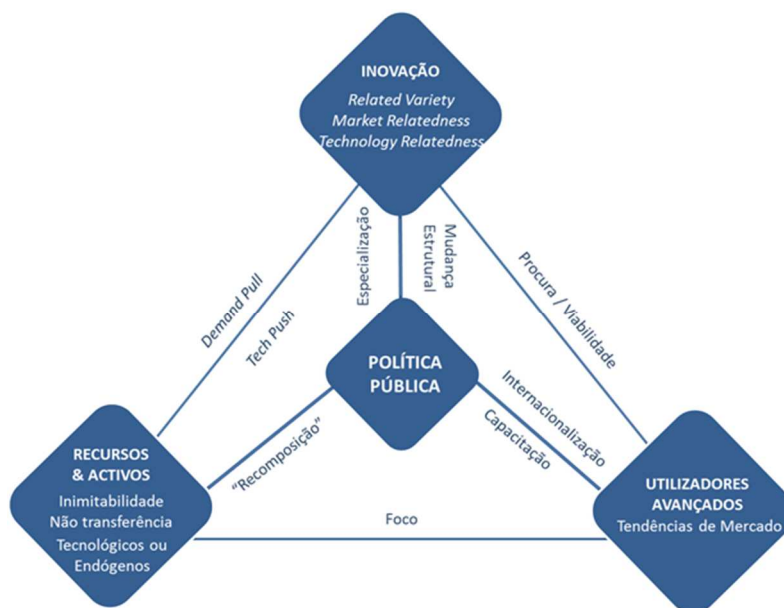 INOVAÇÃO
Related Variety
Market Relatedness
Technology Relatedness
Demand Pull
Tech Push
Especialização
Mudança
Estrutural
Procura / Viabilidade
POLÍTICA
PÚBLICA
"Recomposição"
Internacionalização
Capacitação
RECURSOS
& ACTIVOS
Inimitabilidade
Não transferência
Tecnológicos ou
Endógenos
Foco
UTILIZADORES
AVANÇADOS
Tendências de Mercado